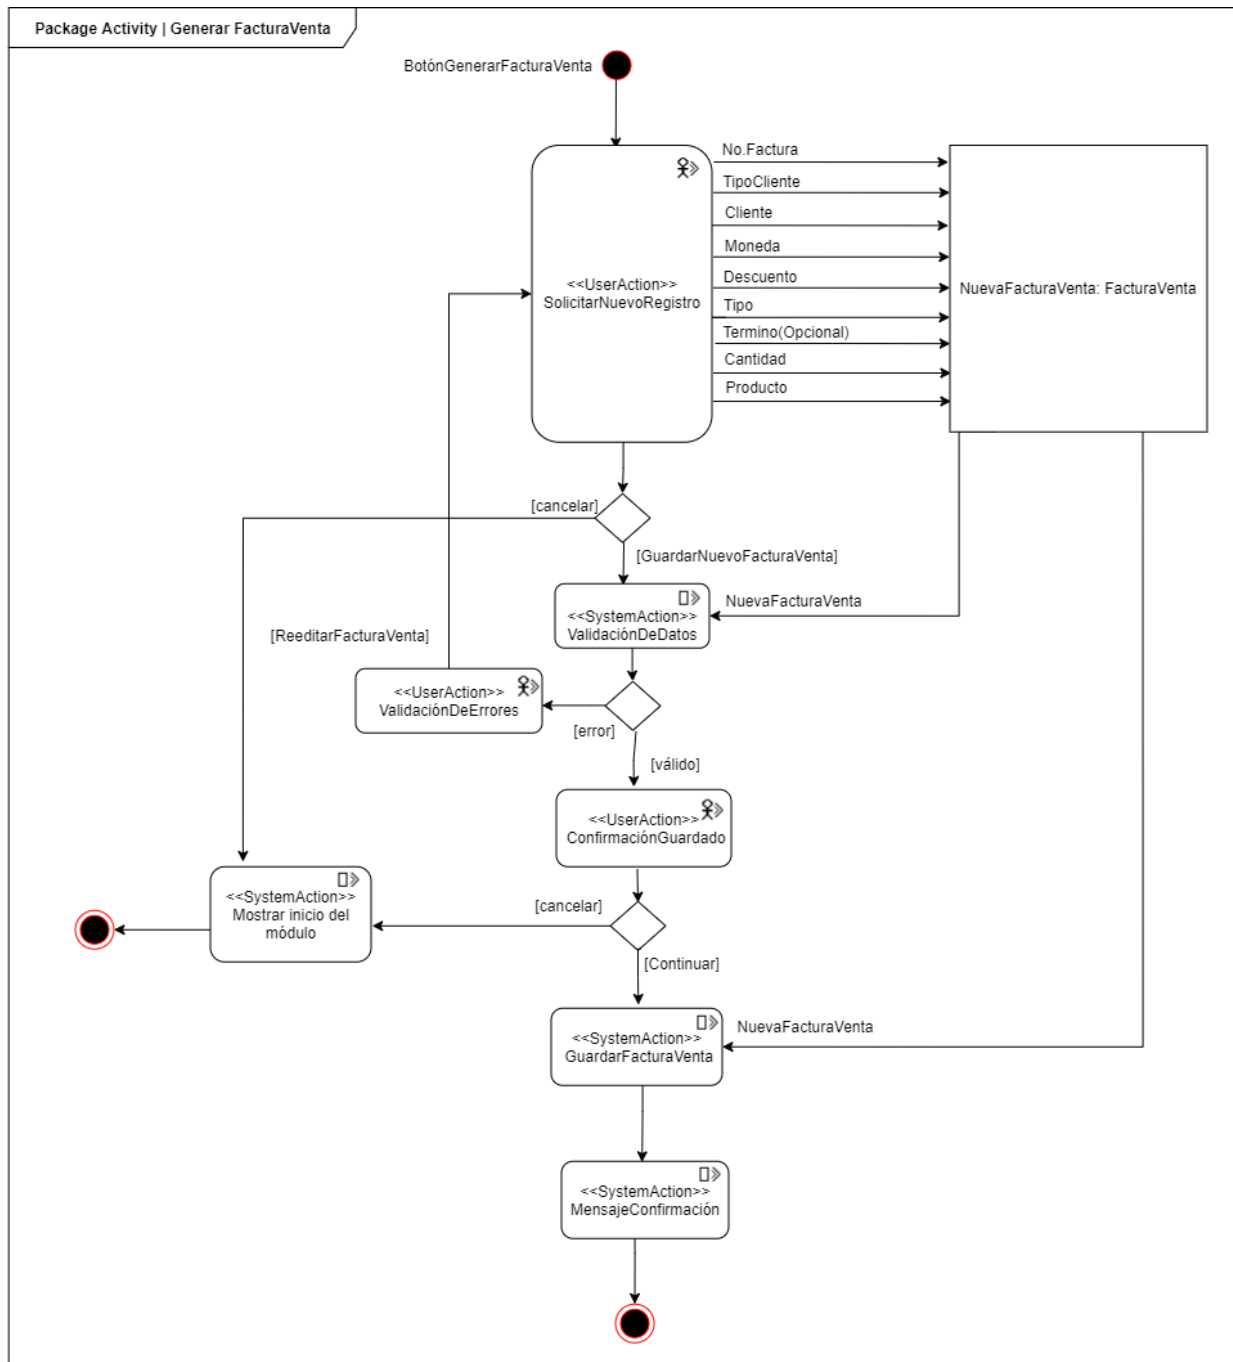 Package Activity | Generar FacturaVenta
BotónGenerarFacturaVenta
No.Factura
TipoCliente
Cliente
Moneda
Descuento
Tipo
Termino(Opcional)
Cantidad
Producto
<<UserAction>>
SolicitarNuevoRegistro
NuevaFacturaVenta: FacturaVenta
[cancelar]
[GuardarNuevoFacturaVenta]
<<SystemAction>>
ValidaciónDeDatos
NuevaFacturaVenta
[ReeditarFacturaVenta]
<<UserAction>>
ValidaciónDeErrores
[error]
[válido]
<<UserAction>>
ConfirmaciónGuardado
<<SystemAction>>
Mostrar inicio del
módulo
[cancelar]
[Continuar]
<<SystemAction>>
GuardarFacturaVenta
NuevaFacturaVenta
<<SystemAction>>
MensajeConfirmación